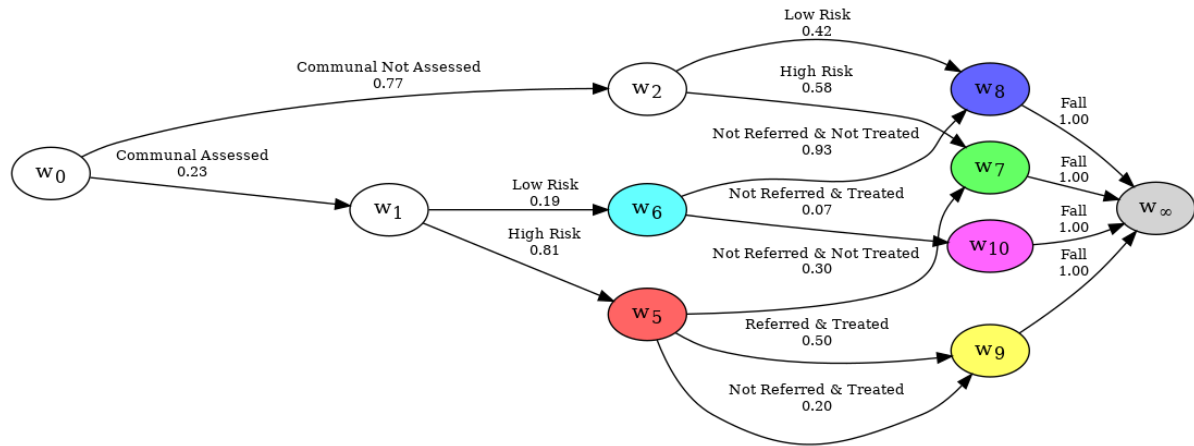 Low Risk
0.42
Communal Not Assessed
0.77
w2
High Risk
0.58
w8
Fall
1.00
Not Referred & Not Treated
0.93
w7
Fall
1.00
w0
Communal Assessed
0.23
w1
Low Risk
0.19
w6
Not Referred & Treated
0.07
w10
Fall
1.00
w∞
High Risk
0.81
Not Referred & Not Treated
0.30
Fall
1.00
w5
Referred & Treated
0.50
w9
Not Referred & Treated
0.20